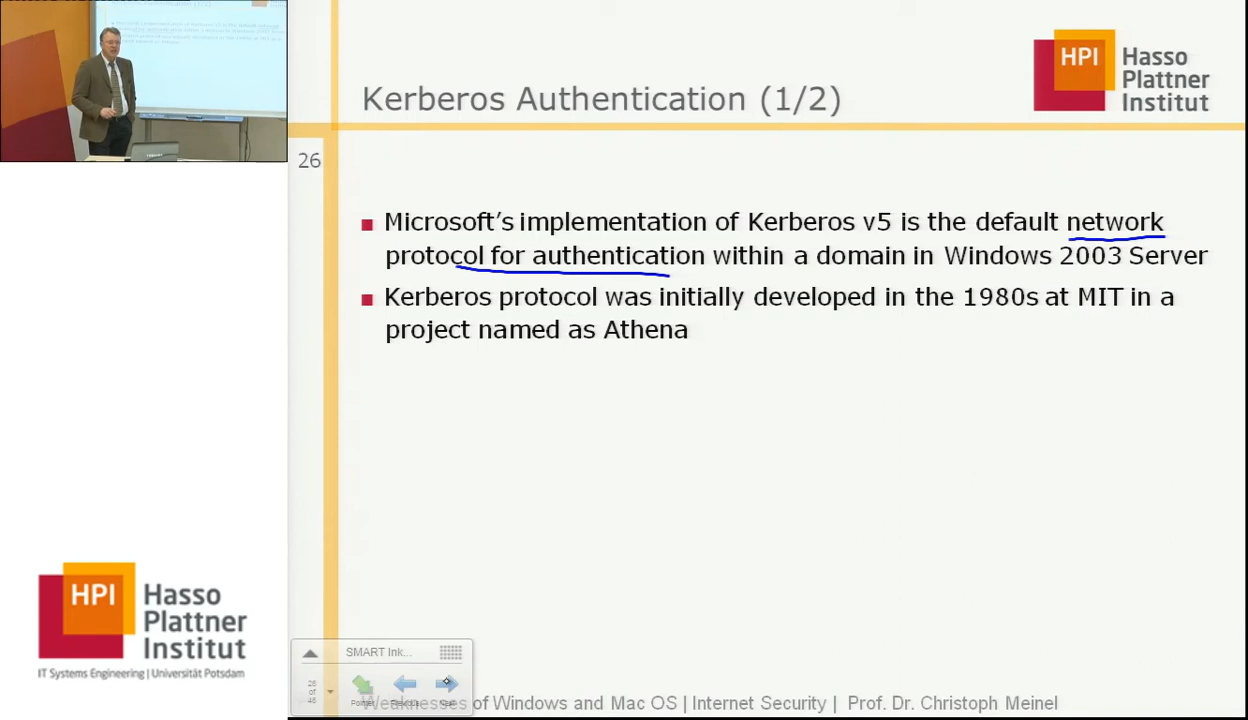 Kerberos Authentication (1/2)
HPI Hasso
Plattner
Institut
26
Microsoft's implementation of Kerberos v5 is the default network
protocol for authentication within a domain in Windows 2003 Server
Kerberos protocol was initially developed in the 1980s at MIT in a
project named as Athena
HPI Hasso
Plattner
Institut
IT Systems Engineering | Universität Potsdam
SMART Ink...
26
of
Weaknesses of Windows and Mac OS | Internet Security | Prof. Dr. Christoph Meinel